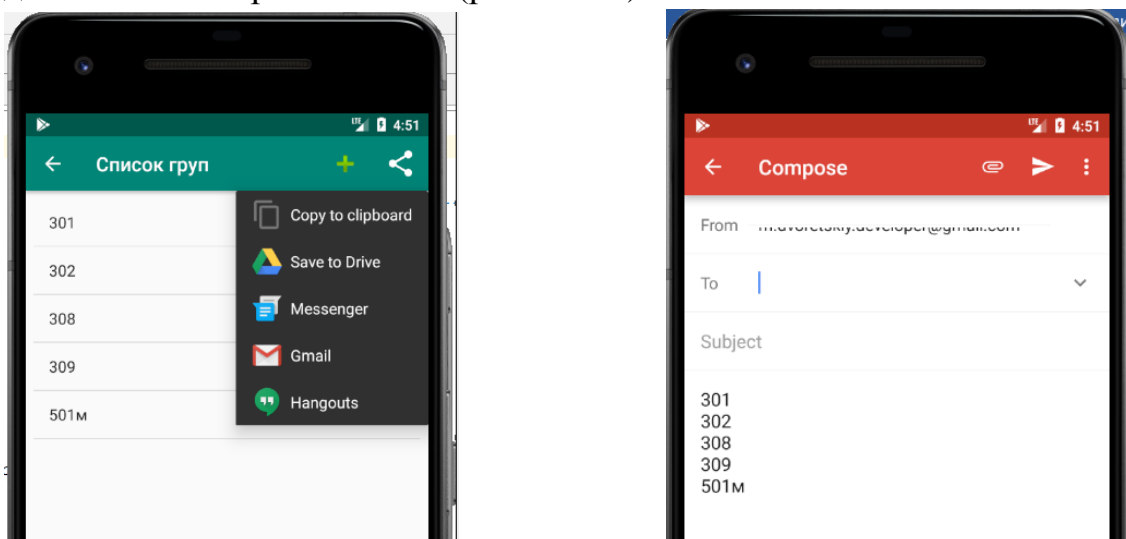 4:51
Список груп
301
302
308
309
501м
Copy to clipboard
Save to Drive
Messenger
Gmail
Hangouts
LTE 4:51
Compose
From
To
Subject
301
302
308
309
501м